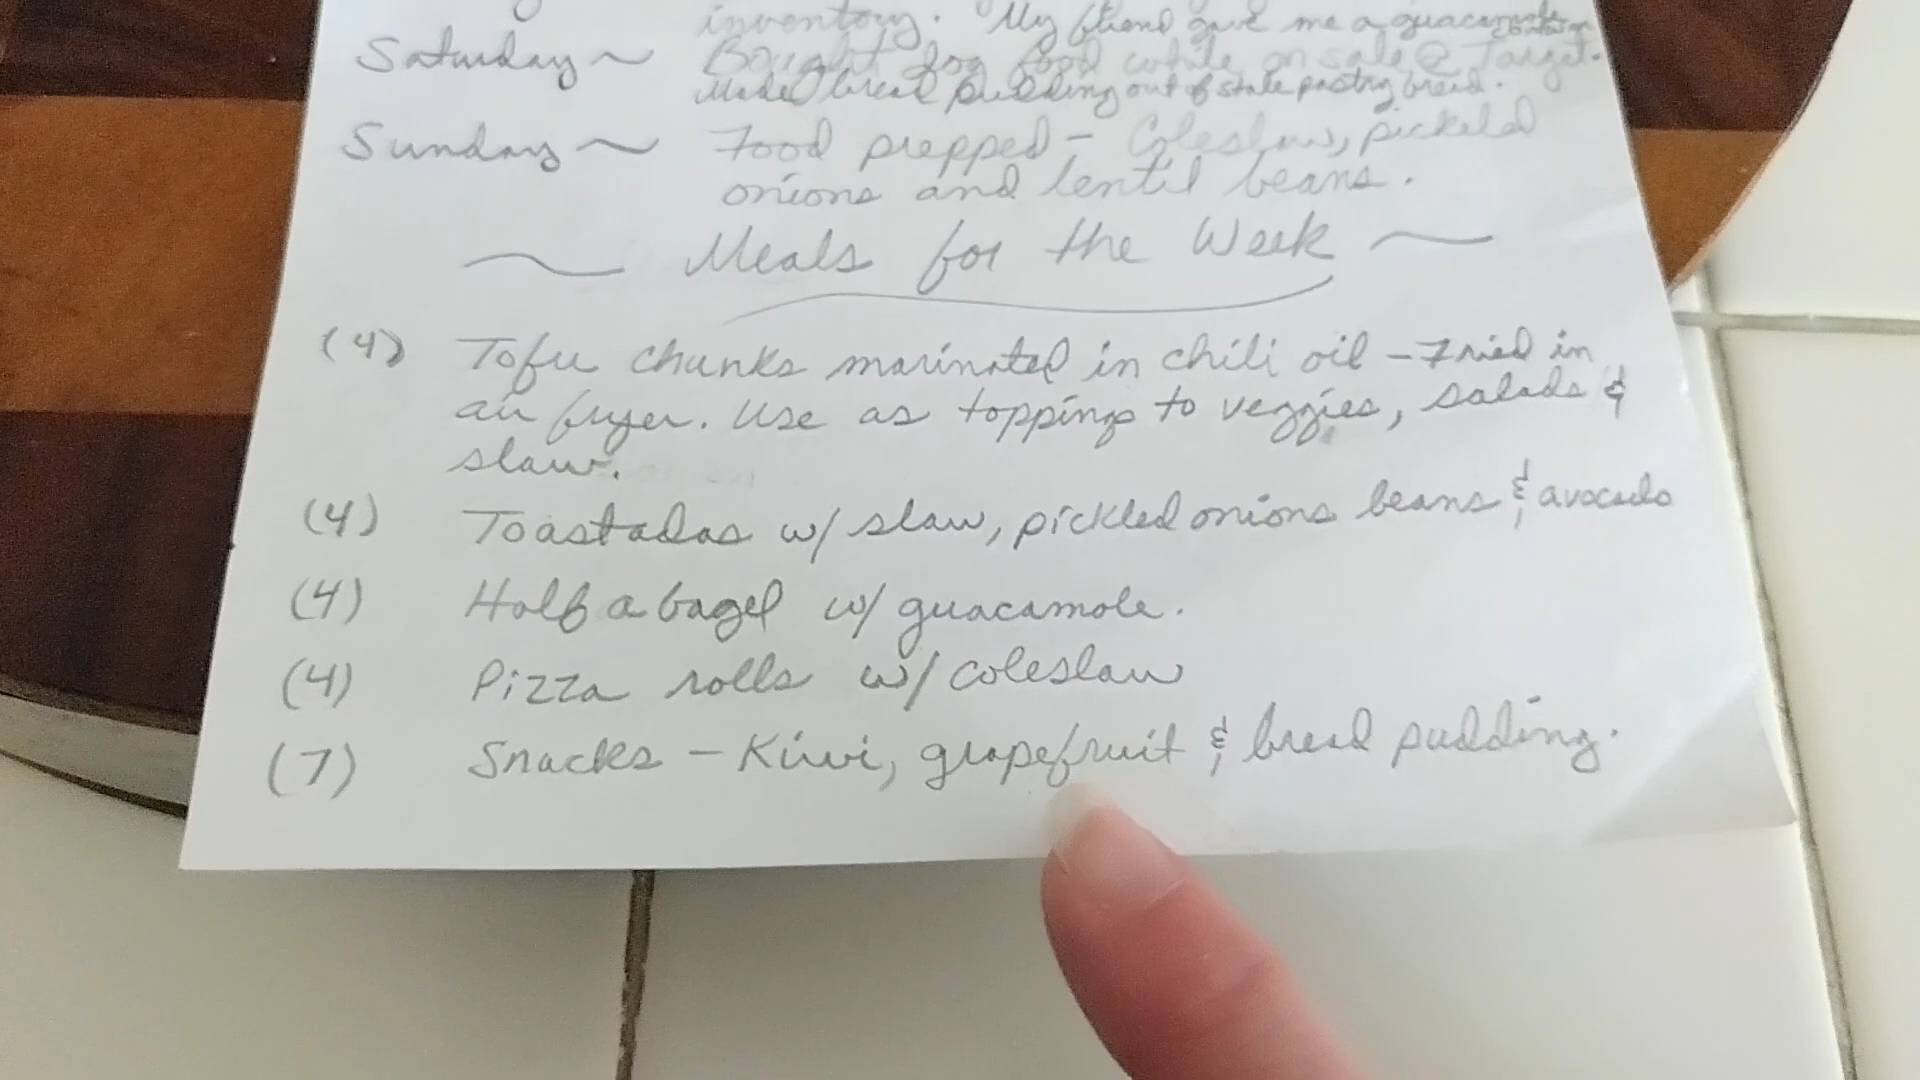 inventory. My friend gave me a guacamole
Saturday ~ Bought dog food while on sale @ Target.
Made bread pudding out of stale pastry bread.
Sunday ~ Food prepped - Coleslaw, pickeled
onions and lentil beans.
~ Meals for the Week ~
(4) Tofu chunks marinated in chili oil - Fried in
air fryer. Use as toppings to veggies, salads &
slaw.
(4) Toastadas w/ slaw, pickled onions beans & avocado
(4) Half a bagel w/ guacamole.
(4) Pizza rolls w/ coleslaw
(7) Snacks - Kiwi, grapefruit & bread pudding.